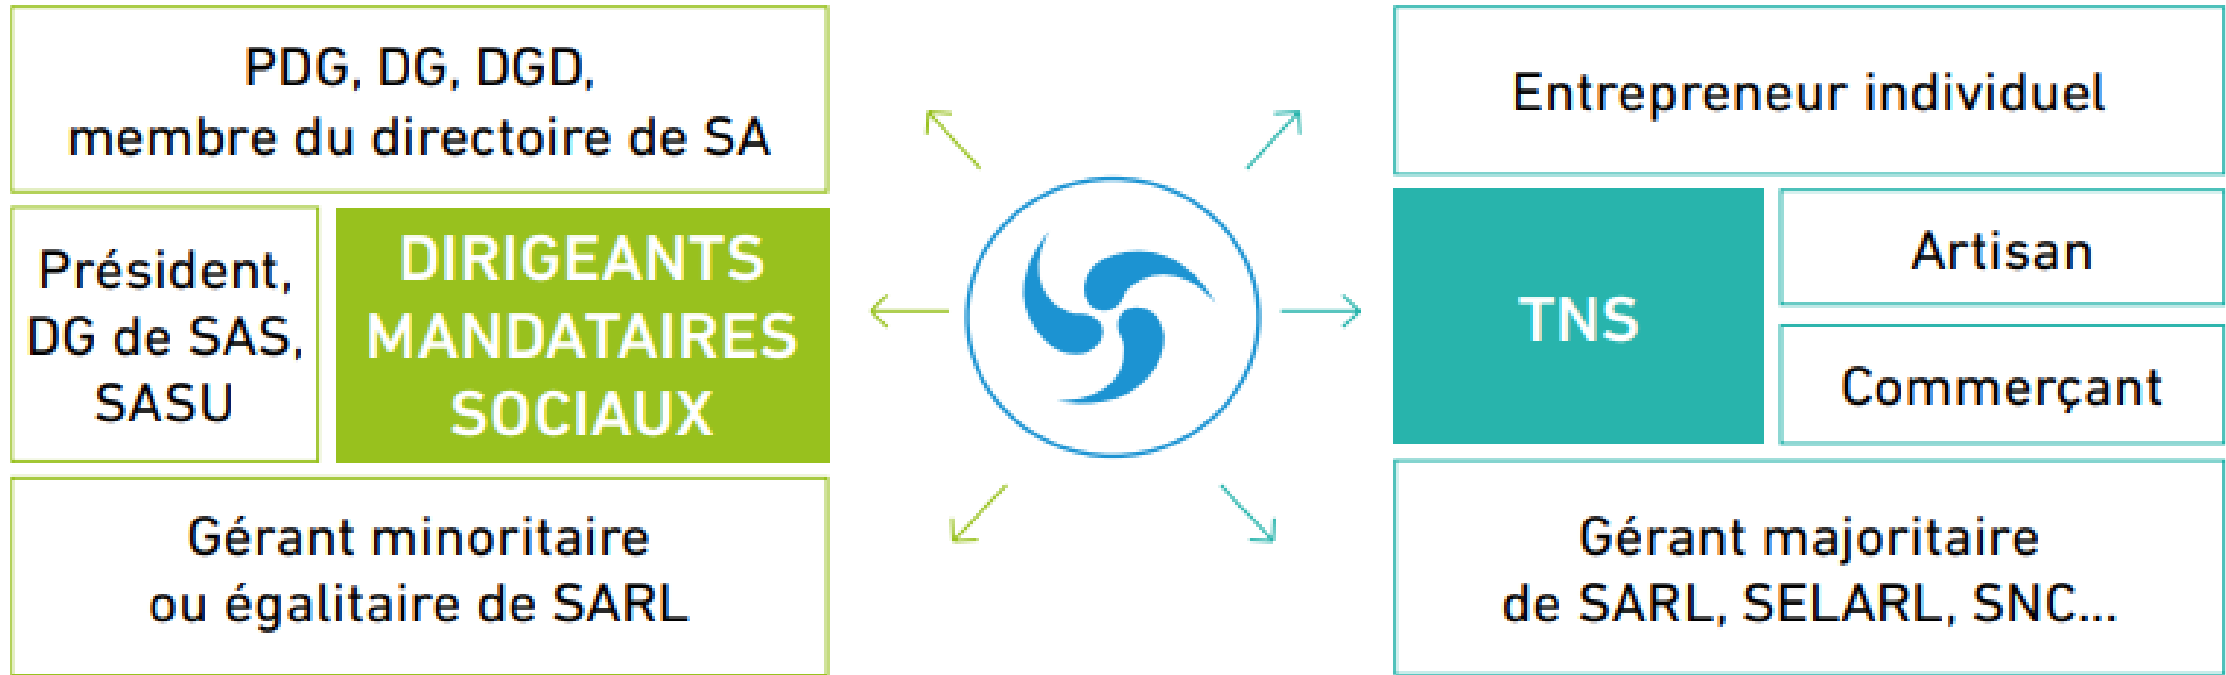 PDG, DG, DGD,
membre du directoire de SA
Président,
DG de SAS,
SASU
DIRIGEANTS
MANDATAIRES
SOCIAUX
Gérant minoritaire
ou égalitaire de SARL
Entrepreneur individuel
TNS
Artisan
Commerçant
Gérant majoritaire
de SARL, SELARL, SNC...